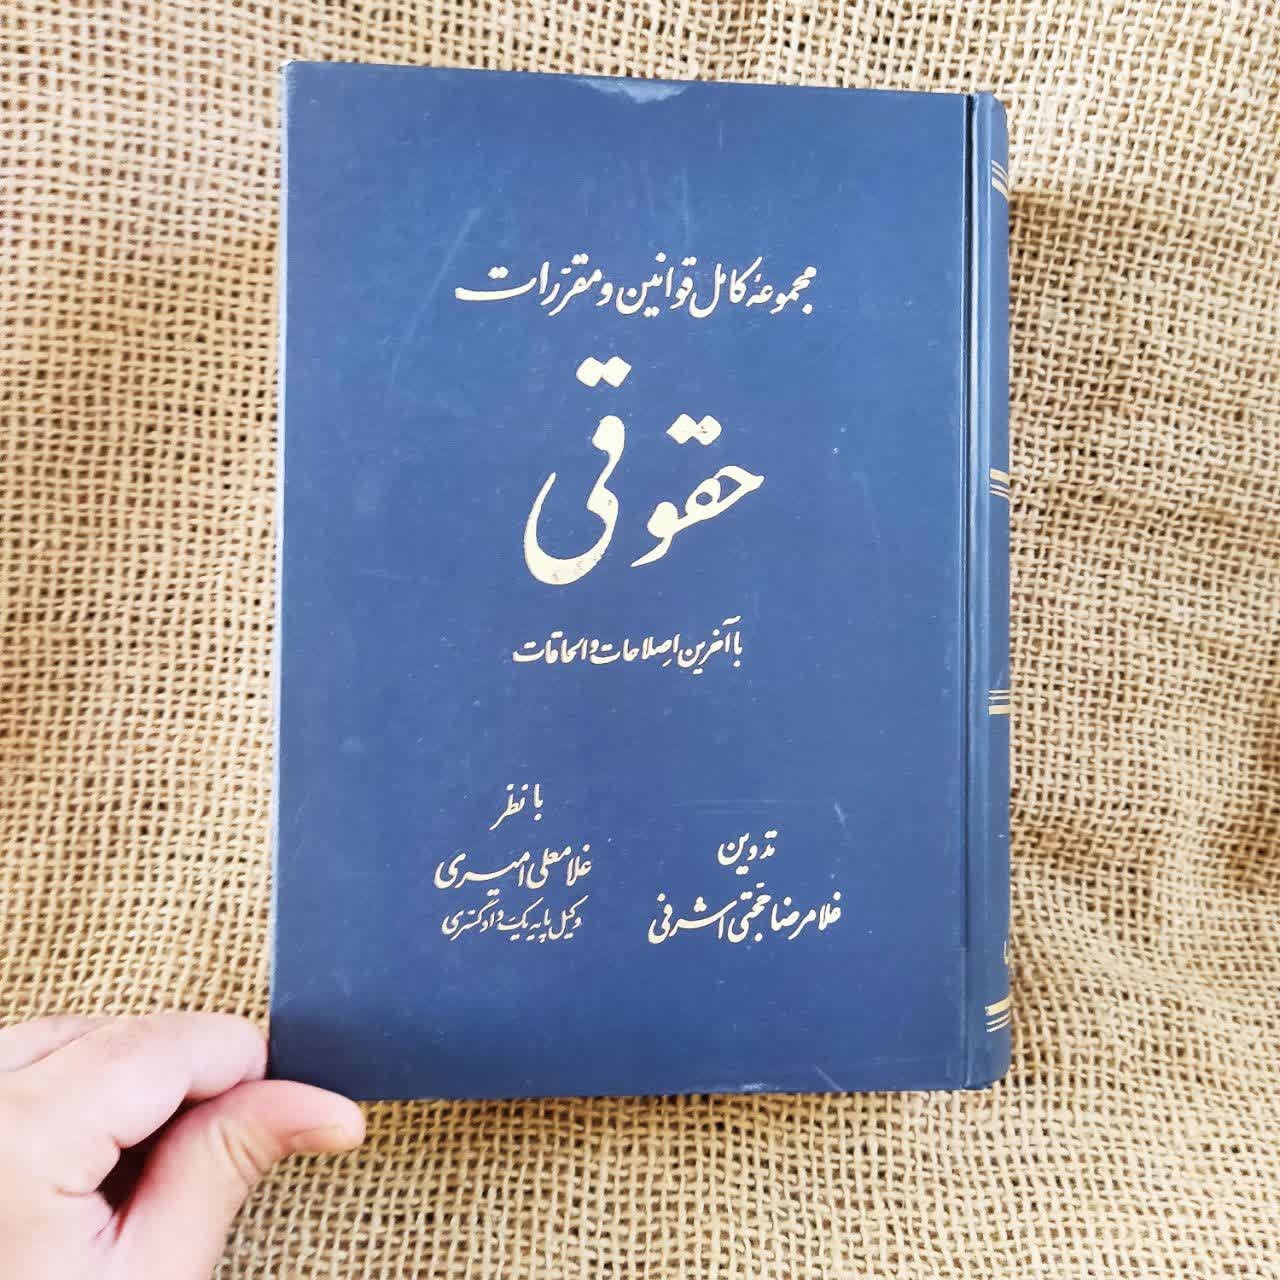 مجموعهٔ کامل قوانین و مقررات
حقوقی
با آخرین اصلاحات و الحاقات
تدوین
غلامرضا حجتی اشرفی
با نظر
غلامعلی امیری
وکیل پایه یک دادگستری